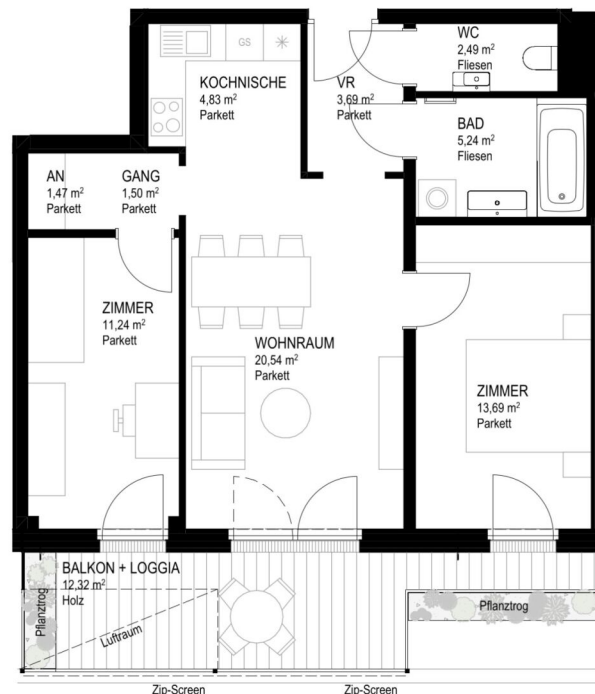 WC
2,49 m²
Fliesen
GS
KOCHNISCHE
4,83 m²
Parkett
VR
3,69 m²
Parkett
BAD
5,24 m²
Fliesen
AN
1,47 m²
Parkett
GANG
1,50 m²
Parkett
ZIMMER
11,24 m²
Parkett
WOHNRAUM
20,54 m²
Parkett
ZIMMER
13,69 m²
Parkett
BALKON + LOGGIA
12,32 m²
Holz
Pflanztrog
Luftraum
Pflanztrog
Zip-Screen
Zip-Screen